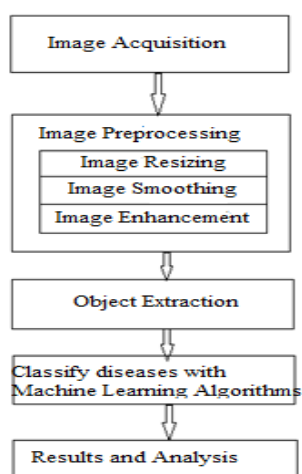 Image Acquisition
Image Preprocessing
Image Resizing
Image Smoothing
Image Enhancement
Object Extraction
Classify diseases with
Machine Learning Algorithms
Results and Analysis